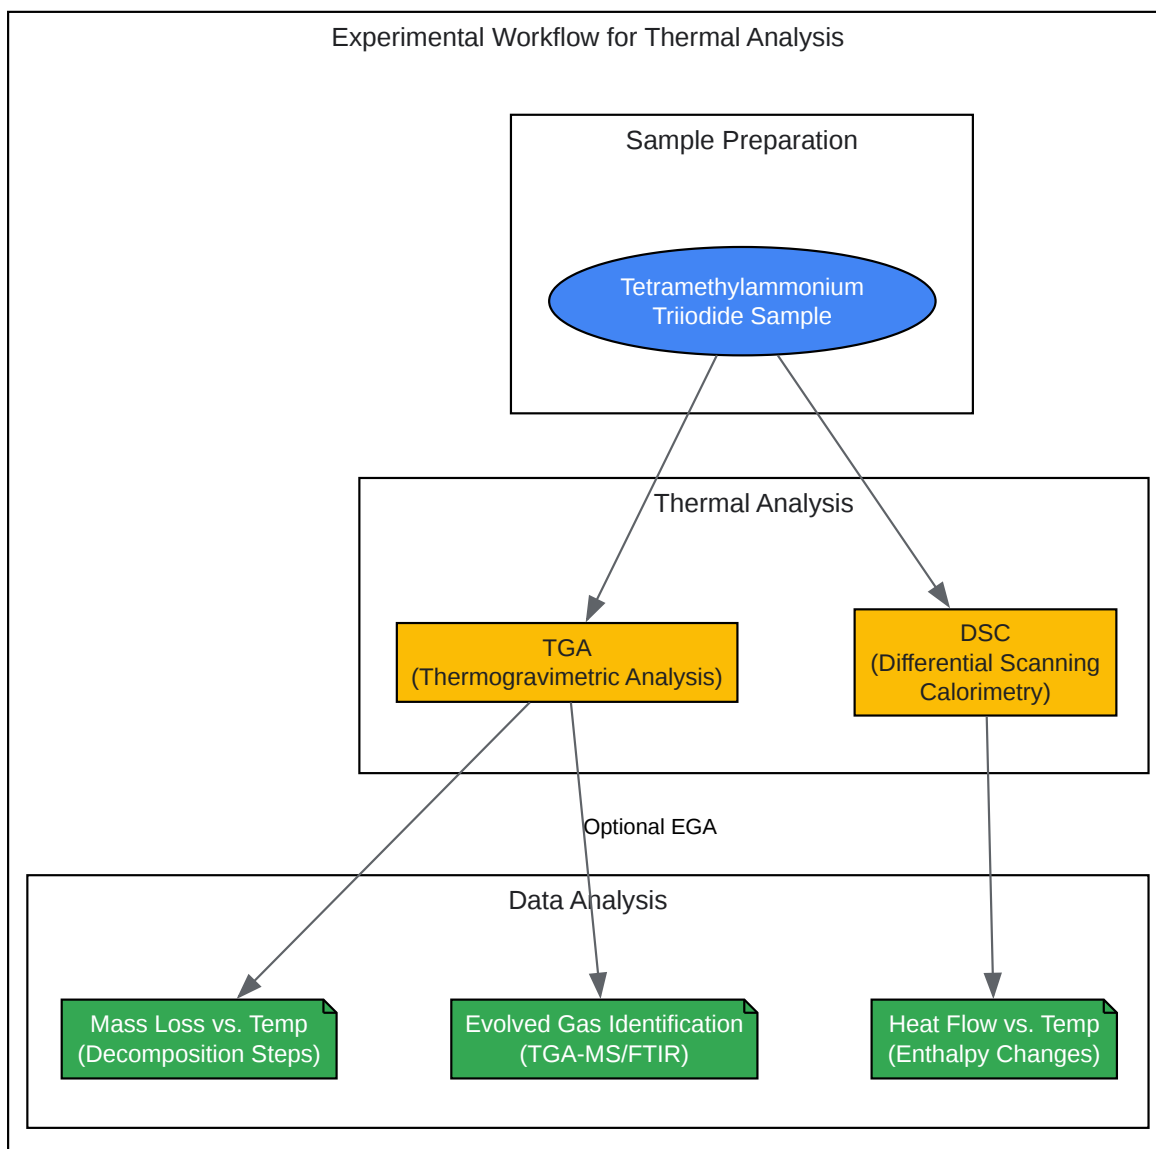 Experimental Workflow for Thermal Analysis
Sample Preparation
Tetramethylammonium
Triiodide Sample
Thermal Analysis
TGA
(Thermogravimetric Analysis)
DSC
(Differential Scanning
Calorimetry)
Optional EGA
Data Analysis
Mass Loss vs. Temp
(Decomposition Steps)
Evolved Gas Identification
(TGA-MS/FTIR)
Heat Flow vs. Temp
(Enthalpy Changes)